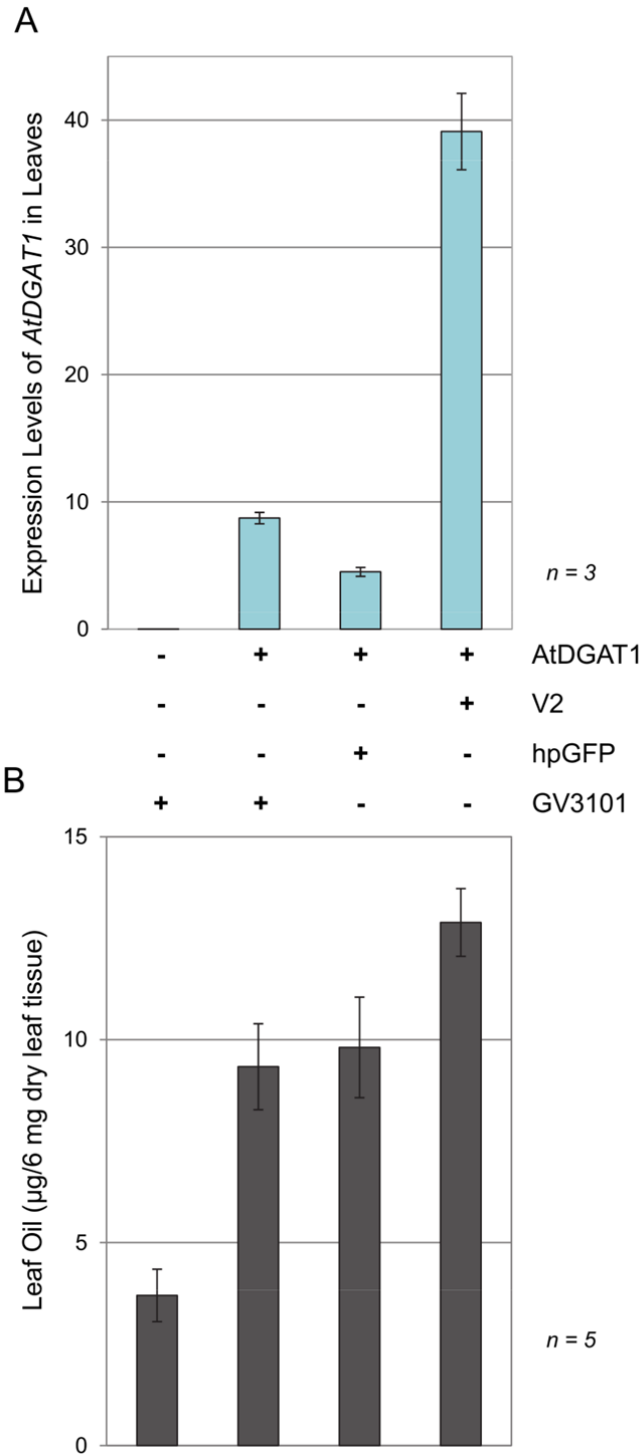 A
Expression Levels of AtDGAT1 in Leaves
40
30
20
10
0
n = 3
- + + + AtDGAT1
- - - + V2
- - + - hpGFP
+ + - - GV3101
B
Leaf Oil (µg/6 mg dry leaf tissue)
15
10
5
0
n = 5